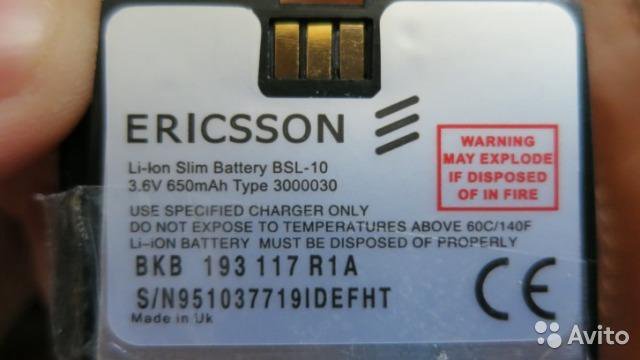 ERICSSON
Li-Ion Slim Battery BSL-10
3.6V 650mAh Type 3000030
WARNING
MAY EXPLODE
IF DISPOSED
OF IN FIRE
USE SPECIFIED CHARGER ONLY
DO NOT EXPOSE TO TEMPERATURES ABOVE 60C/140F
Li-iON BATTERY MUST BE DISPOSED OF PROPERLY
BKB 193 117 R1A
S/N951037719IDEFHT
Made in Uk
CE
Avito